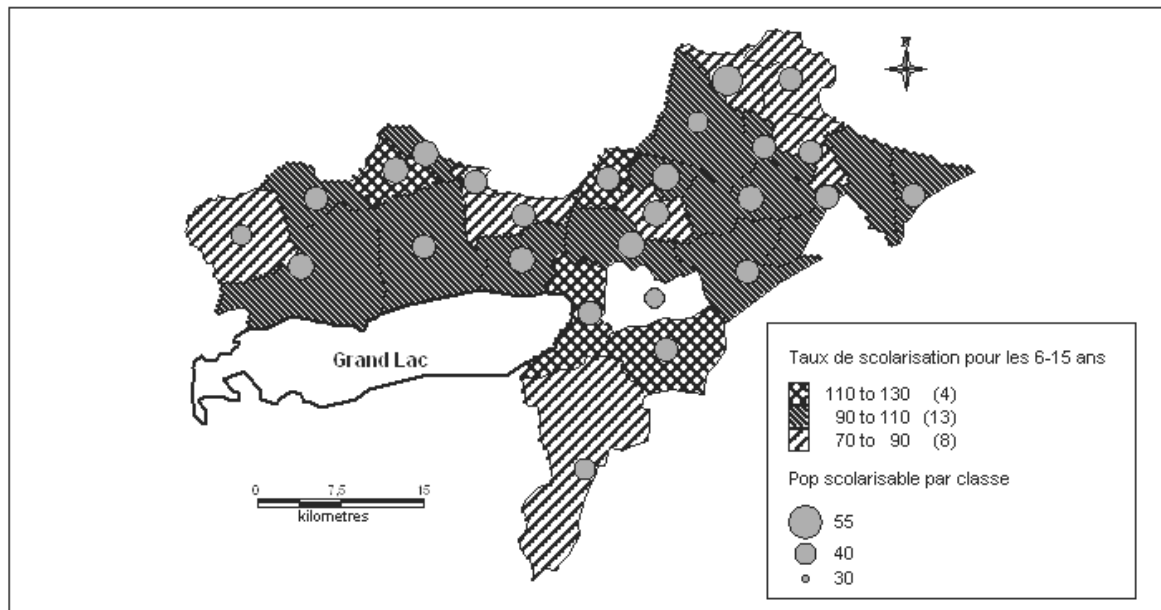 N
Grand Lac
0 7,5 15
kilometres
Taux de scolarisation pour les 6-15 ans
110 to 130 (4)
90 to 110 (13)
70 to 90 (8)
Pop scolarisable par classe
55
40
30